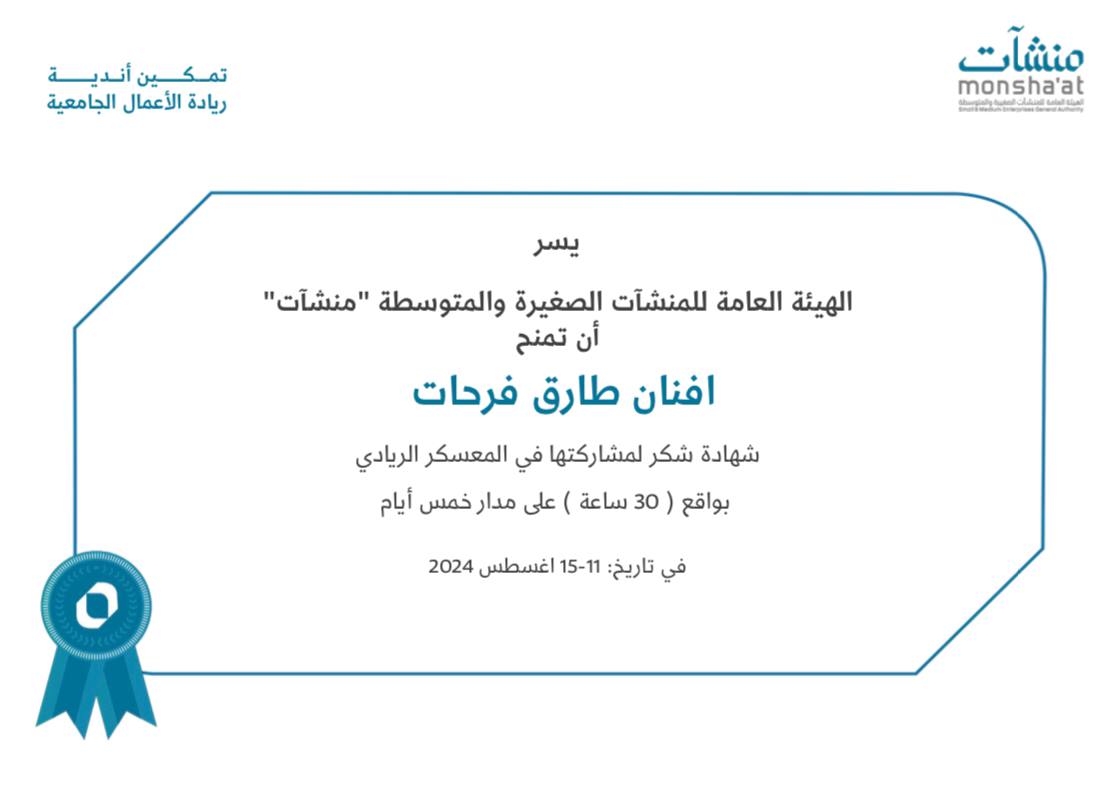 منشآت
monsha'at
الهيئة العامة للمنشآت الصغيرة والمتوسطة
Small & Medium Enterprises General Authority
تمـــكـــــين أنـديـــــــة
ريادة الأعمال الجامعية
يسر
الهيئة العامة للمنشآت الصغيرة والمتوسطة "منشآت"
أن تمنح
افنان طارق فرحات
شهادة شكر لمشاركتها في المعسكر الريادي
بواقع ( 30 ساعة ) على مدار خمس أيام
في تاريخ: 11-15 اغسطس 2024